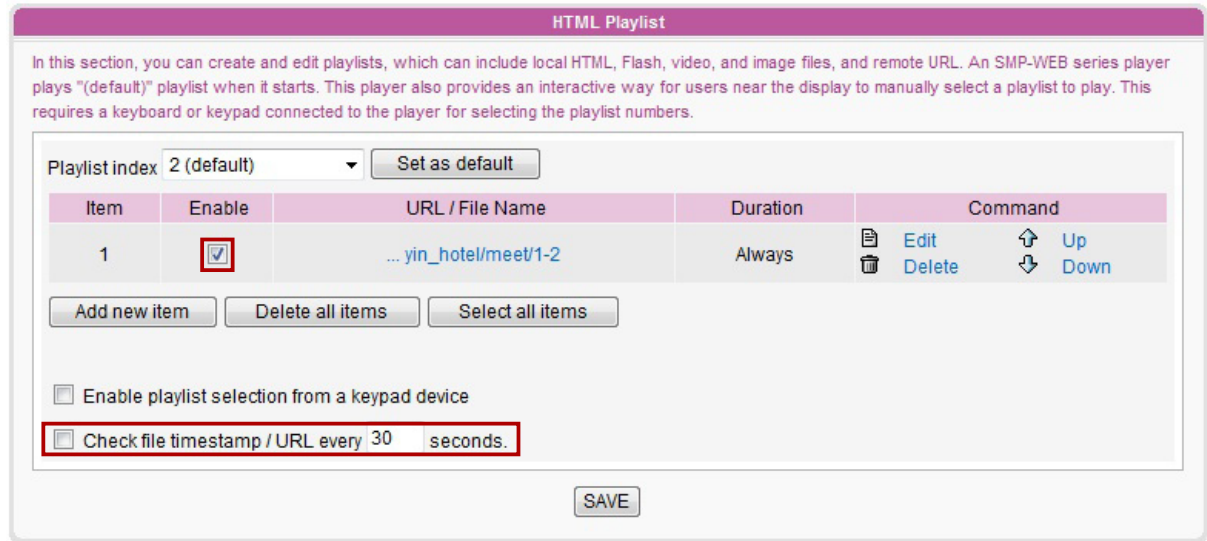 HTML Playlist
In this section, you can create and edit playlists, which can include local HTML, Flash, video, and image files, and remote URL. An SMP-WEB series player
plays "(default)" playlist when it starts. This player also provides an interactive way for users near the display to manually select a playlist to play. This
requires a keyboard or keypad connected to the player for selecting the playlist numbers.
Playlist index 2 (default) Set as default
Item Enable URL / File Name Duration Command
1 ... yin_hotel/meet/1-2 Always Edit Up
Delete Down
Add new item Delete all items Select all items
Enable playlist selection from a keypad device
Check file timestamp / URL every 30 seconds.
SAVE